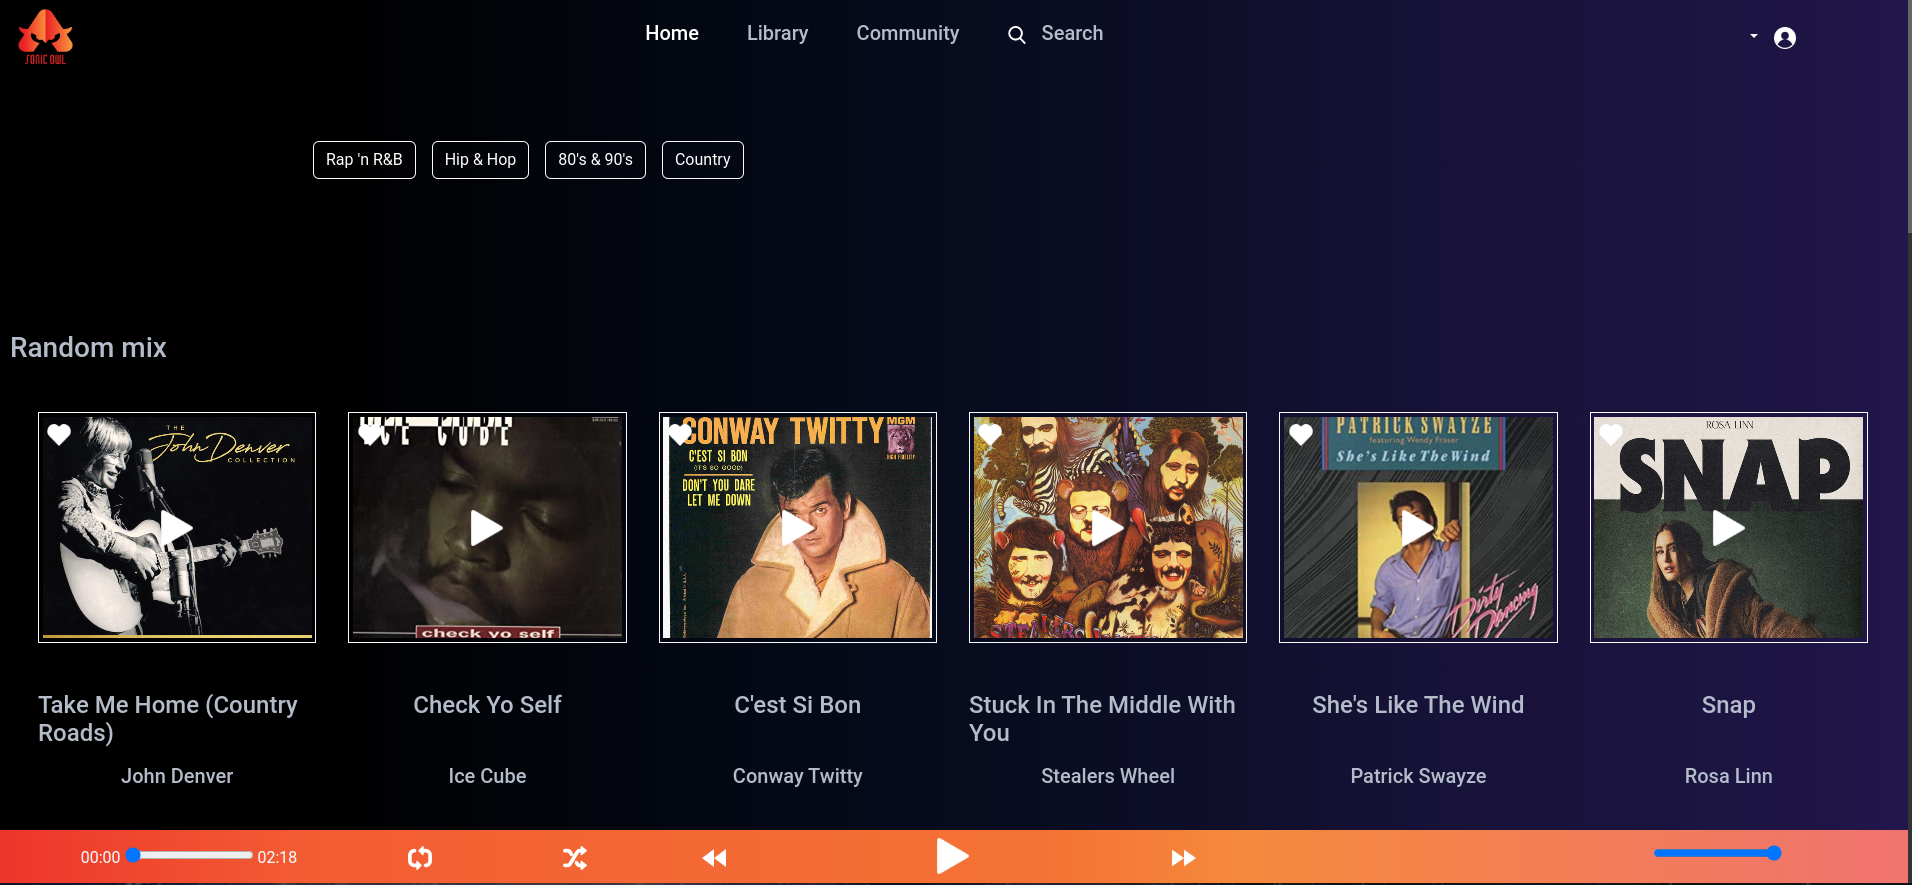 SONIC OWL
Home
Library
Community
Search
Rap 'n R&B
Hip & Hop
80's & 90's
Country
Random mix
THE
John Denver
COLLECTION
ICE CUBE
check yo self
CONWAY TWITTY
MGM
HIGH FIDELITY
C'EST SI BON
(IT'S SO GOOD)
DON'T YOU DARE
LET ME DOWN
STEALERS
PATRICK SWAYZE
featuring Wendy Fraser
She's Like The Wind
Dirty
Dancing
ROSA LINN
SNAP
Take Me Home (Country
Roads)
Check Yo Self
C'est Si Bon
Stuck In The Middle With
You
She's Like The Wind
Snap
John Denver
Ice Cube
Conway Twitty
Stealers Wheel
Patrick Swayze
Rosa Linn
00:00
02:18